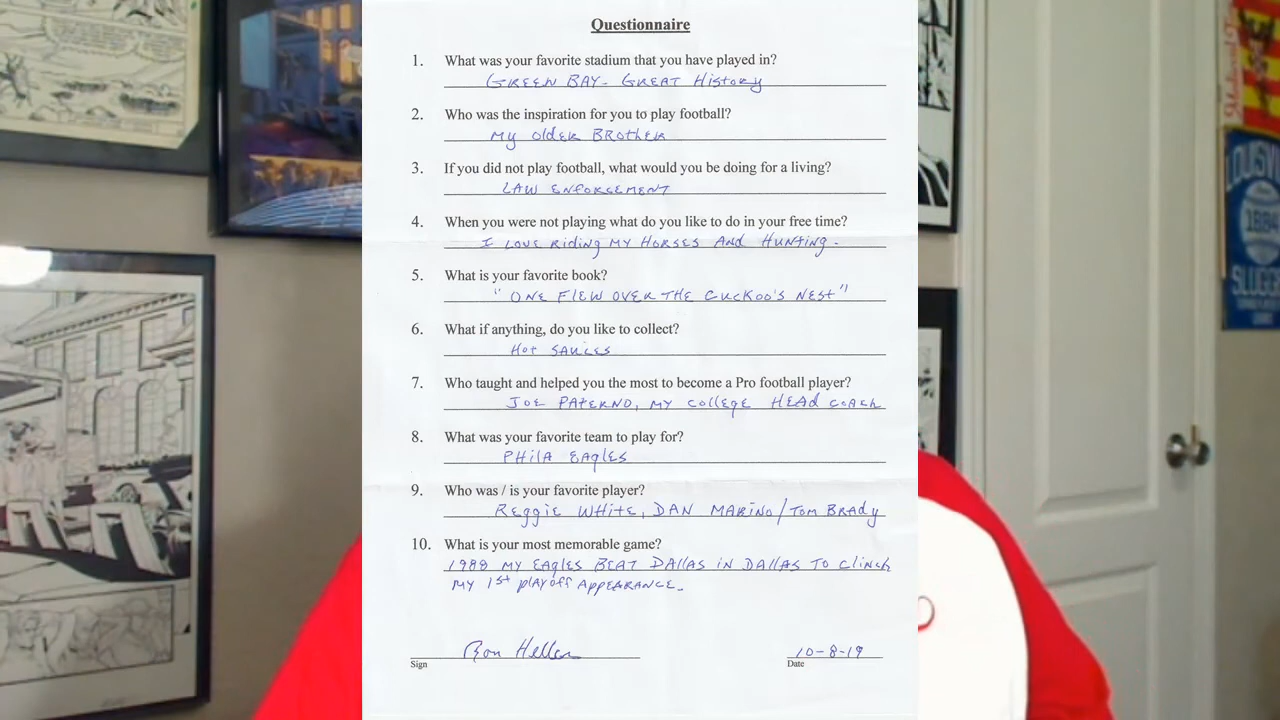 Questionnaire
1. What was your favorite stadium that you have played in?
GREEN BAY- GREAT HISTORY
2. Who was the inspiration for you to play football?
MY OLDER BROTHER
3. If you did not play football, what would you be doing for a living?
LAW ENFORCEMENT
4. When you were not playing what do you like to do in your free time?
I LOVE RIDING MY HORSES AND HUNTING.
5. What is your favorite book?
"ONE FLEW OVER THE CUCKOO'S NEST"
6. What if anything, do you like to collect?
HOT SAUCES
7. Who taught and helped you the most to become a Pro football player?
JOE PATERNO, MY COLLEGE HEAD COACH
8. What was your favorite team to play for?
PHILA EAGLES
9. Who was / is your favorite player?
REGGIE WHITE, DAN MARINO/TOM BRADY
10. What is your most memorable game?
1988 MY EAGLES BEAT DALLAS IN DALLAS TO CLINCH
MY 1ST PLAYOFF APPEARANCE.
Ron Heller
Sign
10-8-19
Date
LOUISV
1884
SLUGG